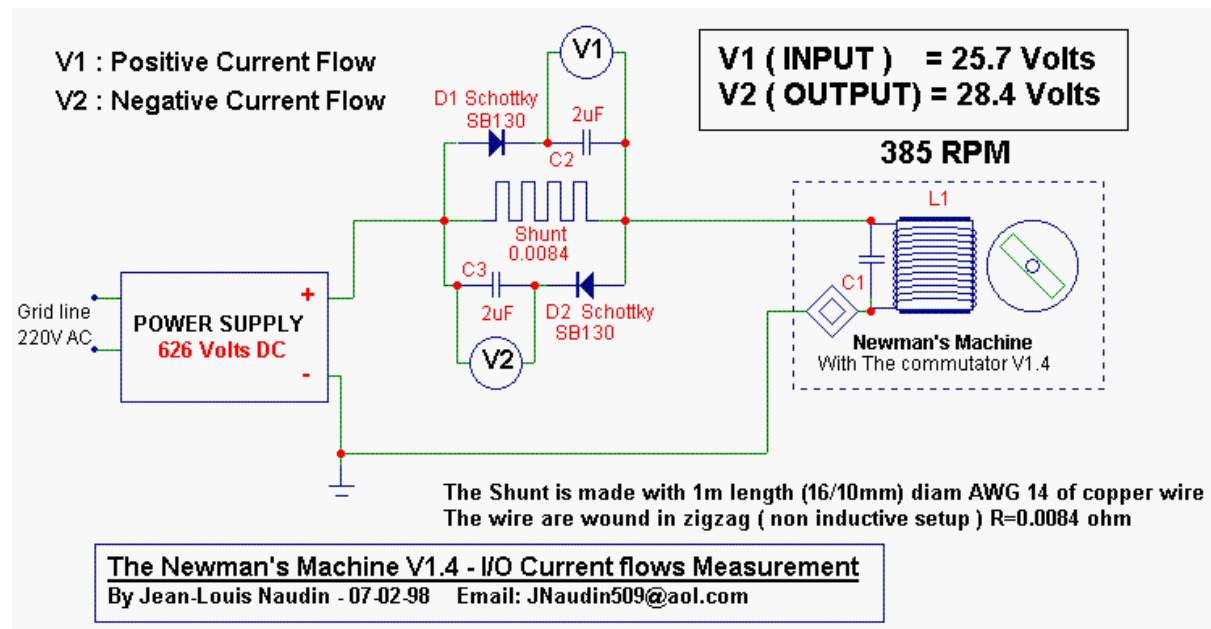 V1 : Positive Current Flow
V2 : Negative Current Flow
V1
D1 Schottky
SB130
2uF
C2
V1 ( INPUT ) = 25.7 Volts
V2 ( OUTPUT) = 28.4 Volts
385 RPM
Shunt
0.0084
C3
2uF
D2 Schottky
SB130
V2
Grid line
220V AC
POWER SUPPLY
626 Volts DC
+
-
L1
C1
Newman's Machine
With The commutator V1.4
The Shunt is made with 1m length (16/10mm) diam AWG 14 of copper wire
The wire are wound in zigzag ( non inductive setup ) R=0.0084 ohm
The Newman's Machine V1.4 - I/O Current flows Measurement
By Jean-Louis Naudin - 07-02-98 Email: JNaudin509@aol.com